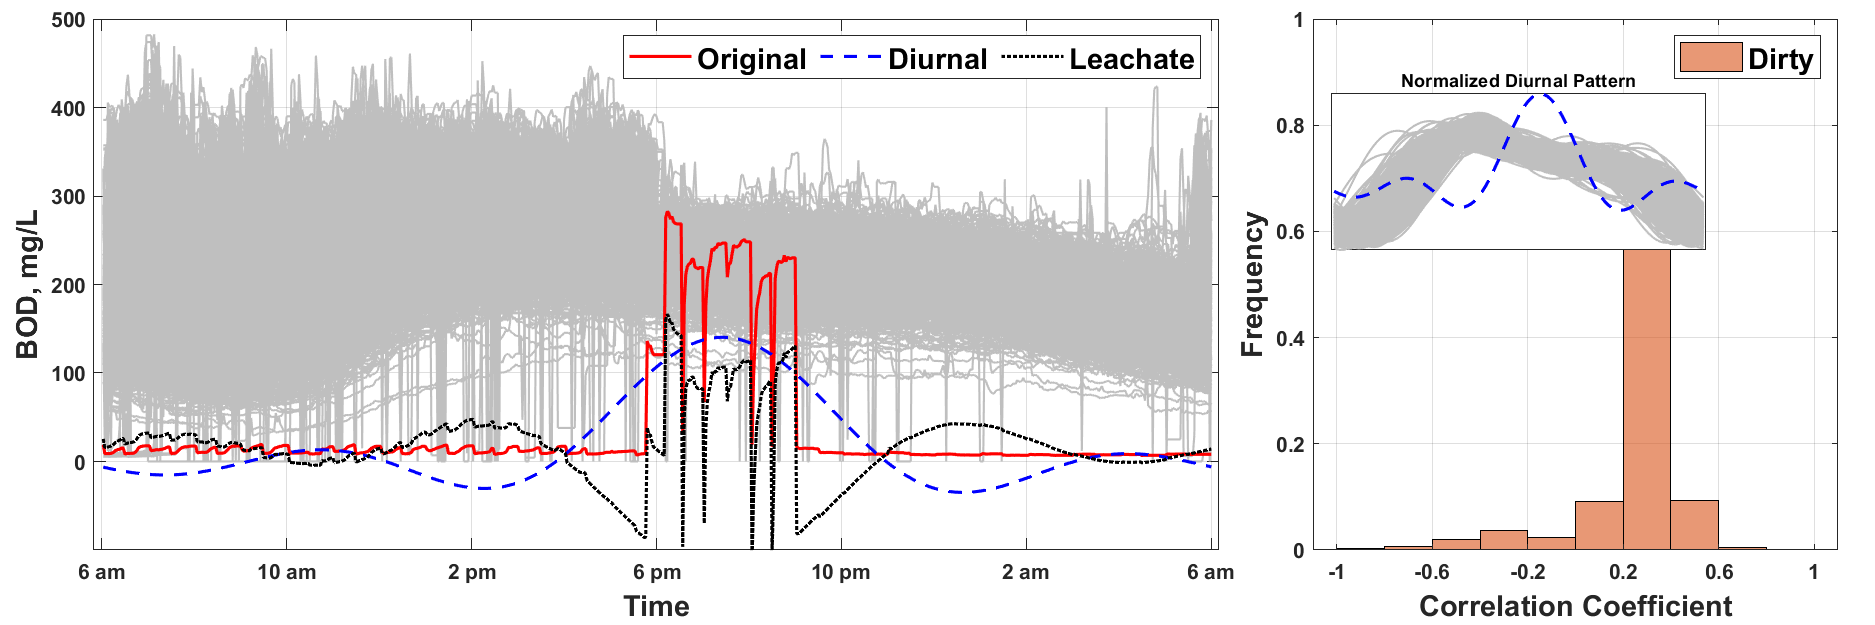 500
400
300
200
100
0
BOD, mg/L
Original Diurnal Leachate
6 am 10 am 2 pm 6 pm 10 pm 2 am 6 am
Time
1
0.8
0.6
0.4
0.2
0
Frequency
Dirty
Normalized Diurnal Pattern
-1 -0.6 -0.2 0.2 0.6 1
Correlation Coefficient